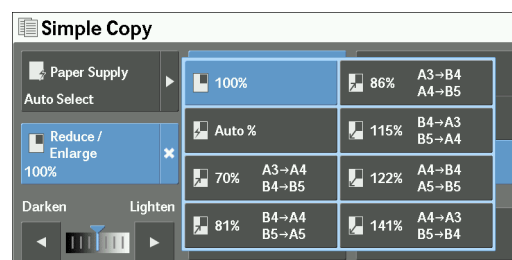 Simple Copy
Paper Supply
Auto Select
Reduce /
Enlarge
100%
Darken Lighten
100%
Auto %
70% A3→A4
B4→B5
81% B4→A4
B5→A5
86% A3→B4
A4→B5
115% B4→A3
B5→A4
122% A4→B4
A5→B5
141% A4→A3
B5→B4